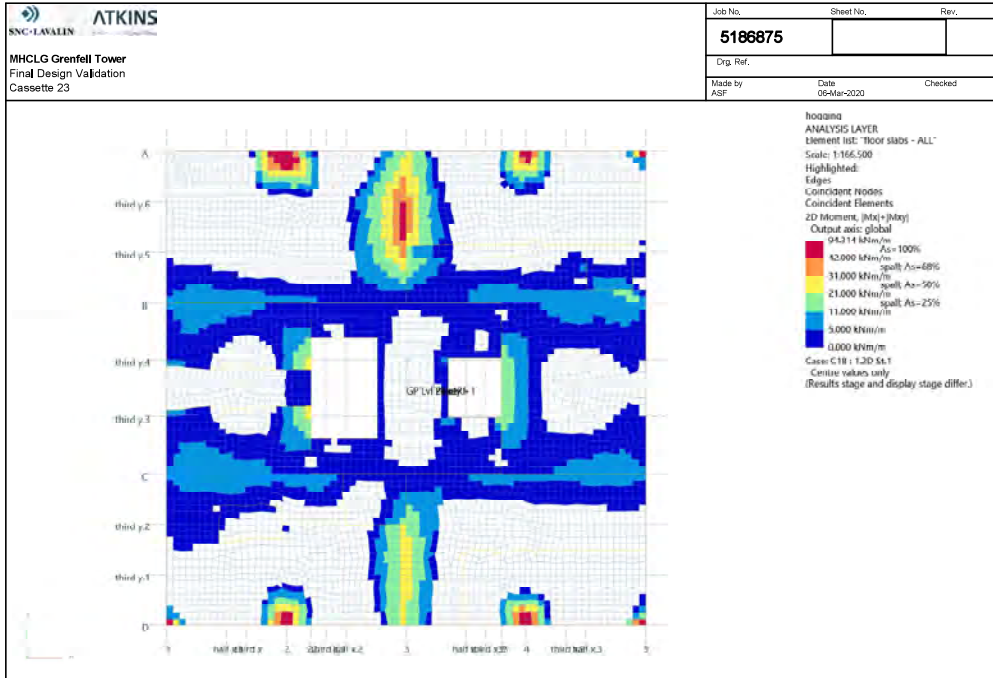 SNC·LAVALIN ATKINS
MHCLG Grenfell Tower
Final Design Validation
Cassette 23
Job No. Sheet No. Rev.
5186875
Drg. Ref.
Made by Date Checked
ASF 06-Mar-2020
hogging
ANALYSIS LAYER
Element list: "floor slabs - ALL"
Scale: 1:166.500
Highlighted:
Edges
Coincident Nodes
Coincident Elements
2D Moment, |Mx|+|Mxy|
Output axis: global
94.314 kNm/m
As=100%
42.000 kNm/m
spall; As=68%
31.000 kNm/m
spall; As=50%
21.000 kNm/m
spall; As=25%
11.000 kNm/m
5.000 kNm/m
0.000 kNm/m
Case: C18 : 1.2D St.1
Centre values only
(Results stage and display stage differ.)
A
third y.6
third y.5
B
third y.4
third y.3
C
third y.2
third y.1
D
2 3 4 5